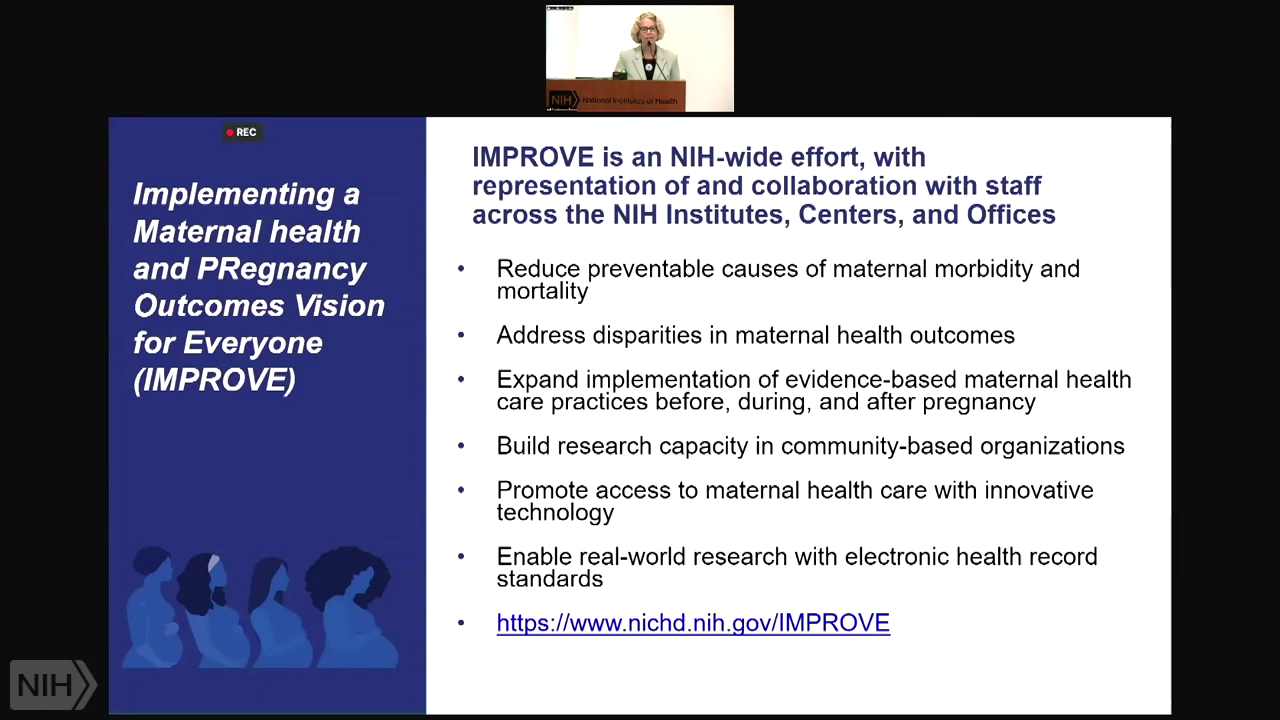 NIH National Institutes of Health
REC
Implementing a
Maternal health
and PRegnancy
Outcomes Vision
for Everyone
(IMPROVE)
IMPROVE is an NIH-wide effort, with
representation of and collaboration with staff
across the NIH Institutes, Centers, and Offices
• Reduce preventable causes of maternal morbidity and
mortality
• Address disparities in maternal health outcomes
• Expand implementation of evidence-based maternal health
care practices before, during, and after pregnancy
• Build research capacity in community-based organizations
• Promote access to maternal health care with innovative
technology
• Enable real-world research with electronic health record
standards
• https://www.nichd.nih.gov/IMPROVE
NIH